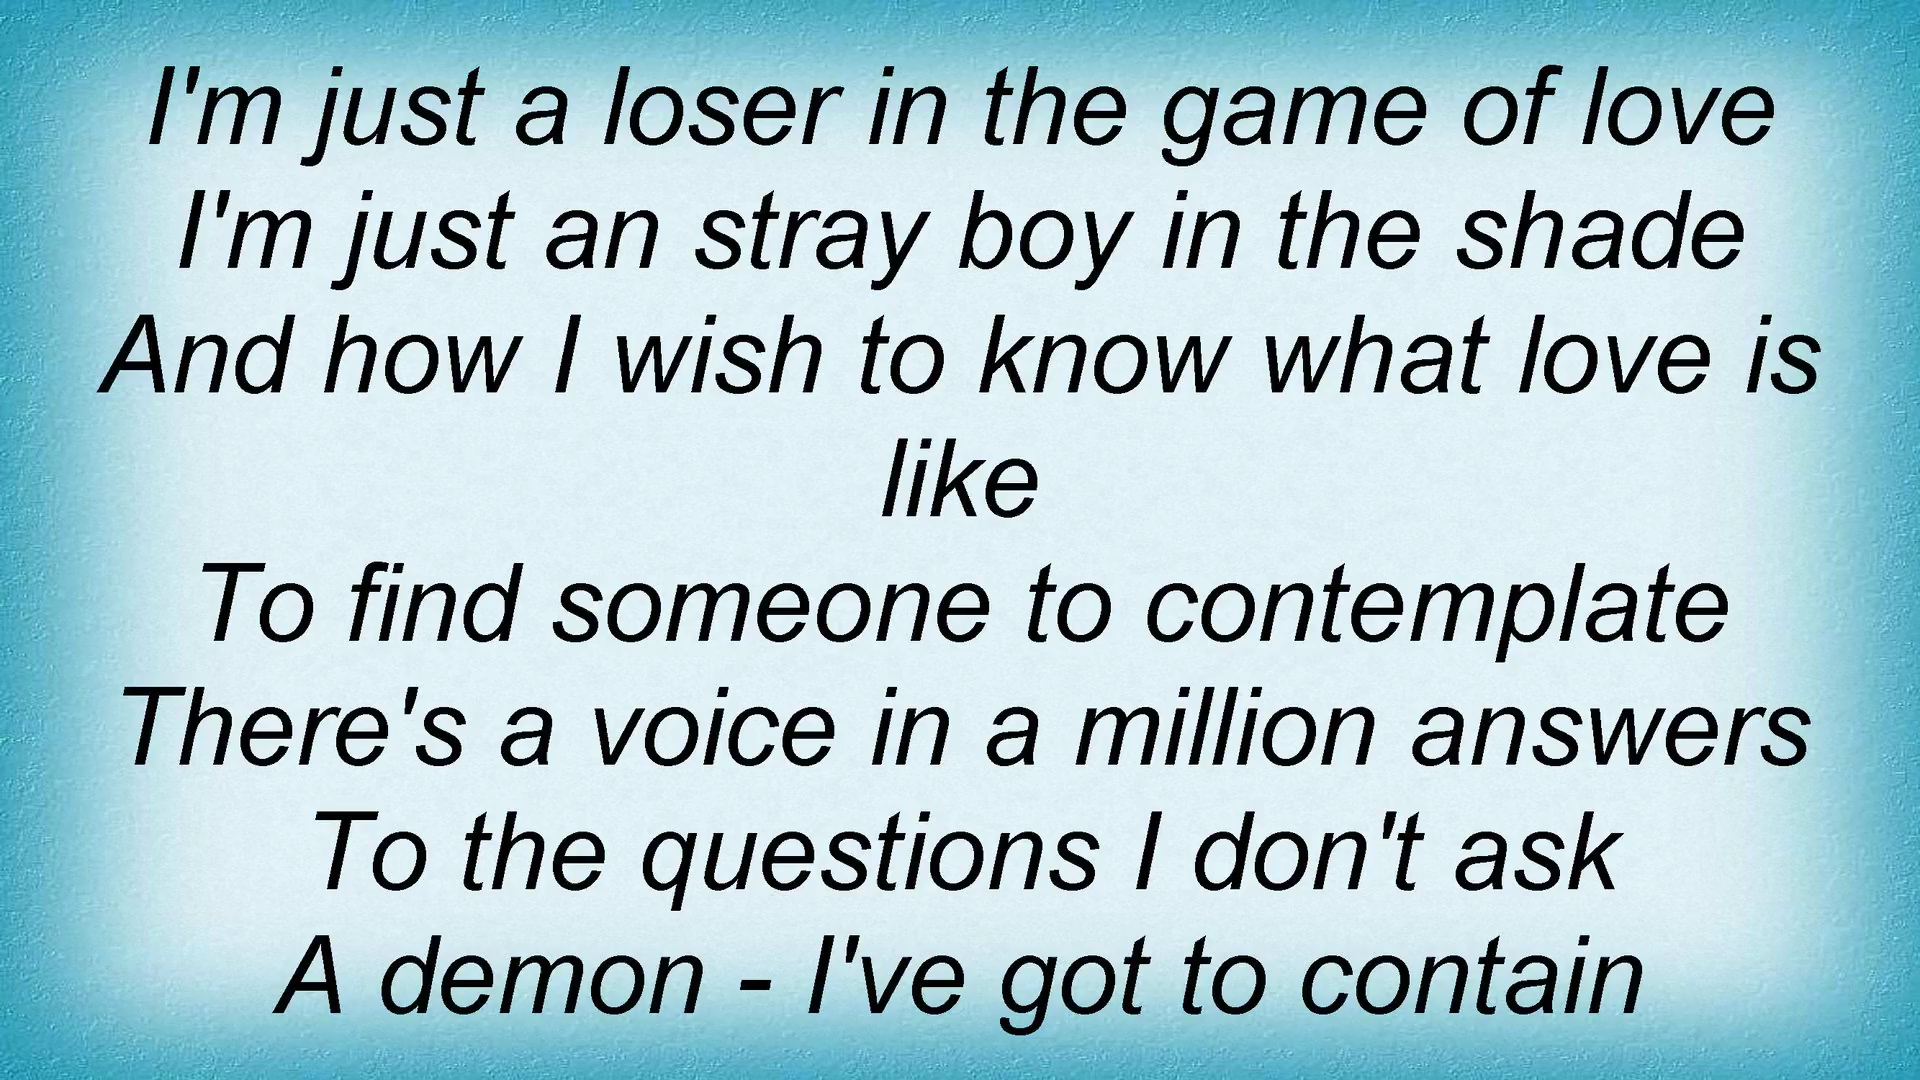 I'm just a loser in the game of love
I'm just an stray boy in the shade
And how I wish to know what love is
like
To find someone to contemplate
There's a voice in a million answers
To the questions I don't ask
A demon - I've got to contain